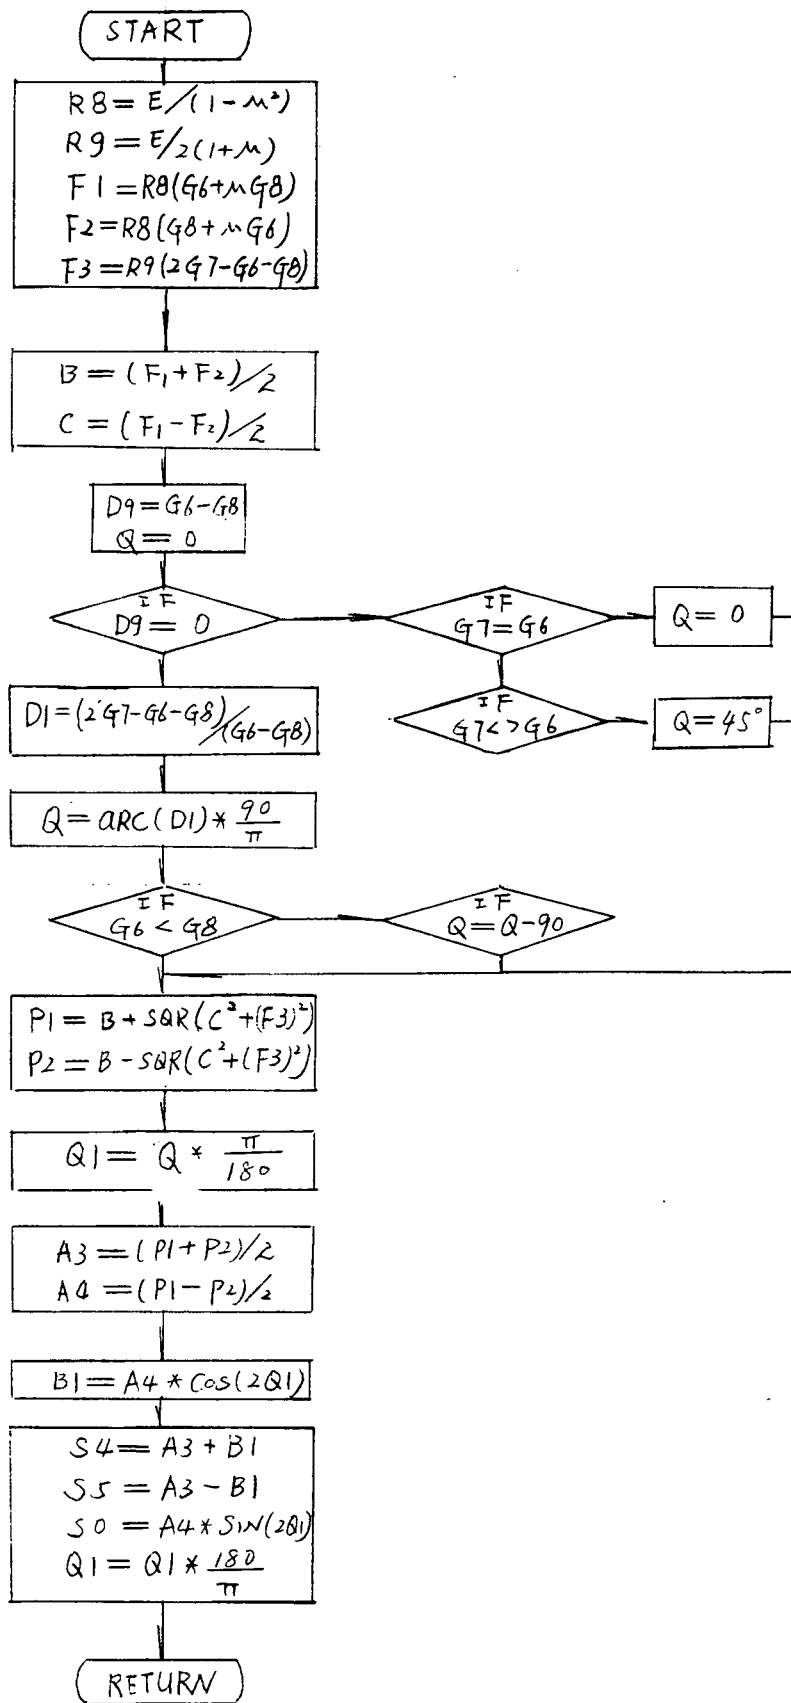 START
R8 = E/(1-μ²)
R9 = E/2(1+μ)
F1 = R8(G6+μG8)
F2 = R8(G8+μG6)
F3 = R9(2G7-G6-G8)
B = (F₁+F₂)/2
C = (F₁-F₂)/2
D9 = G6-G8
Q = 0
IF
D9 = 0
IF
G7 = G6
Q = 0
D1 = (2G7-G6-G8)/(G6-G8)
IF
G7<>G6
Q = 45°
Q = ARC(D1) * 90/π
IF
G6 < G8
IF
Q = Q-90
P1 = B + SQR(C²+(F3)²)
P2 = B - SQR(C²+(F3)²)
Q1 = Q * π/180
A3 = (P1+P2)/2
A4 = (P1-P2)/2
B1 = A4 * COS(2Q1)
S4 = A3 + B1
S5 = A3 - B1
S0 = A4 * SIN(2Q1)
Q1 = Q1 * 180/π
RETURN